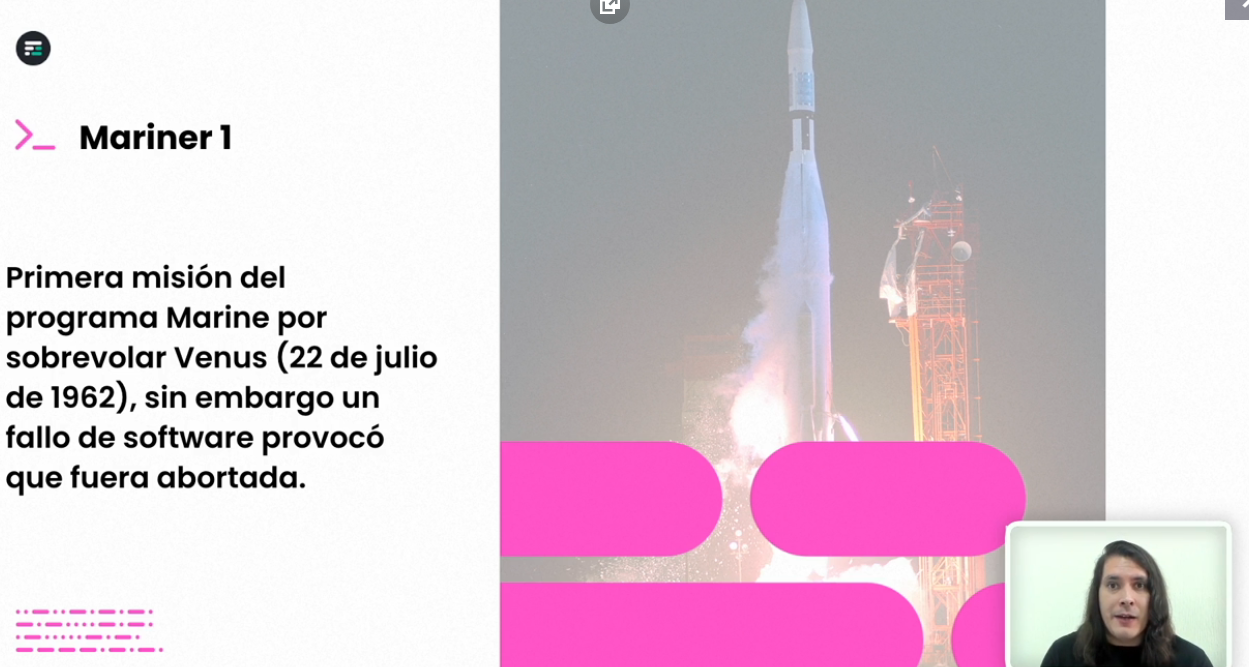 Mariner 1
Primera misión del
programa Marine por
sobrevolar Venus (22 de julio
de 1962), sin embargo un
fallo de software provocó
que fuera abortada.